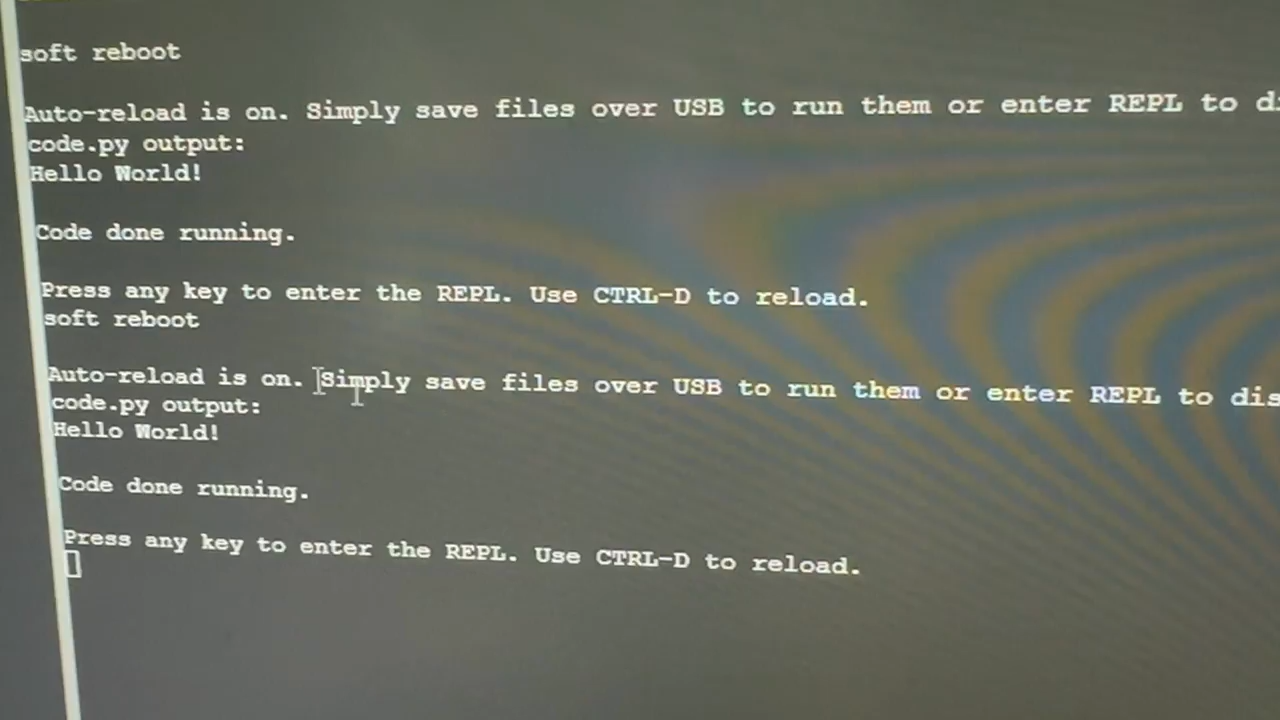 soft reboot
Auto-reload is on. Simply save files over USB to run them or enter REPL to
code.py output:
Hello World!
Code done running.
Press any key to enter the REPL. Use CTRL-D to reload.
soft reboot
Auto-reload is on. Simply save files over USB to run them or enter REPL to
code.py output:
Hello World!
Code done running.
Press any key to enter the REPL. Use CTRL-D to reload.